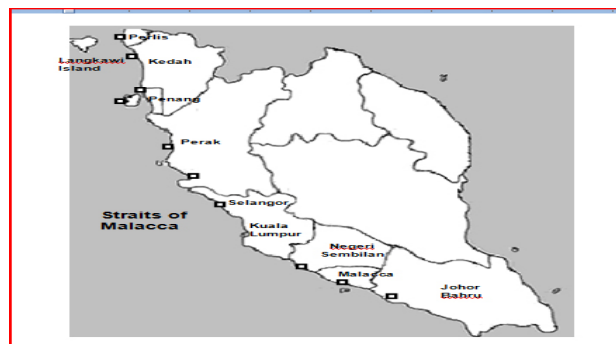 Perlis
Langkawi
Island
Kedah
Penang
Perak
Selangor
Straits of
Malacca
Kuala
Lumpur
Negeri
Sembilan
Malacca
Johor
Bahru